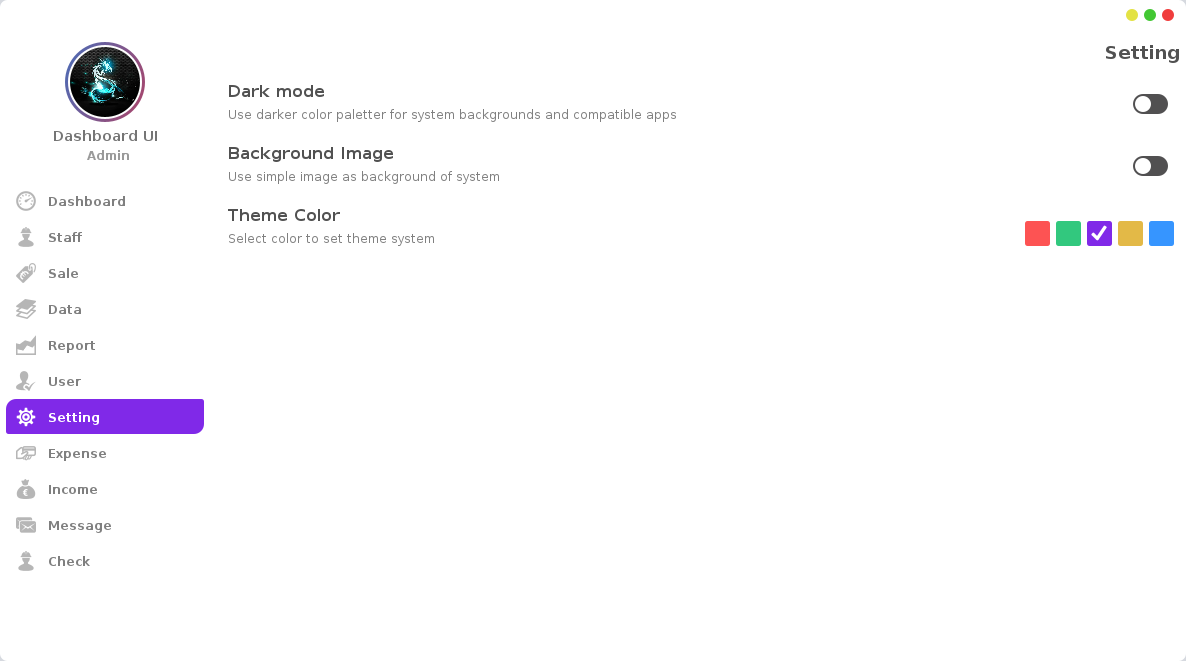 Setting
Dashboard UI
Admin
Dashboard
Staff
Sale
Data
Report
User
Setting
Expense
Income
Message
Check
Dark mode
Use darker color paletter for system backgrounds and compatible apps
Background Image
Use simple image as background of system
Theme Color
Select color to set theme system